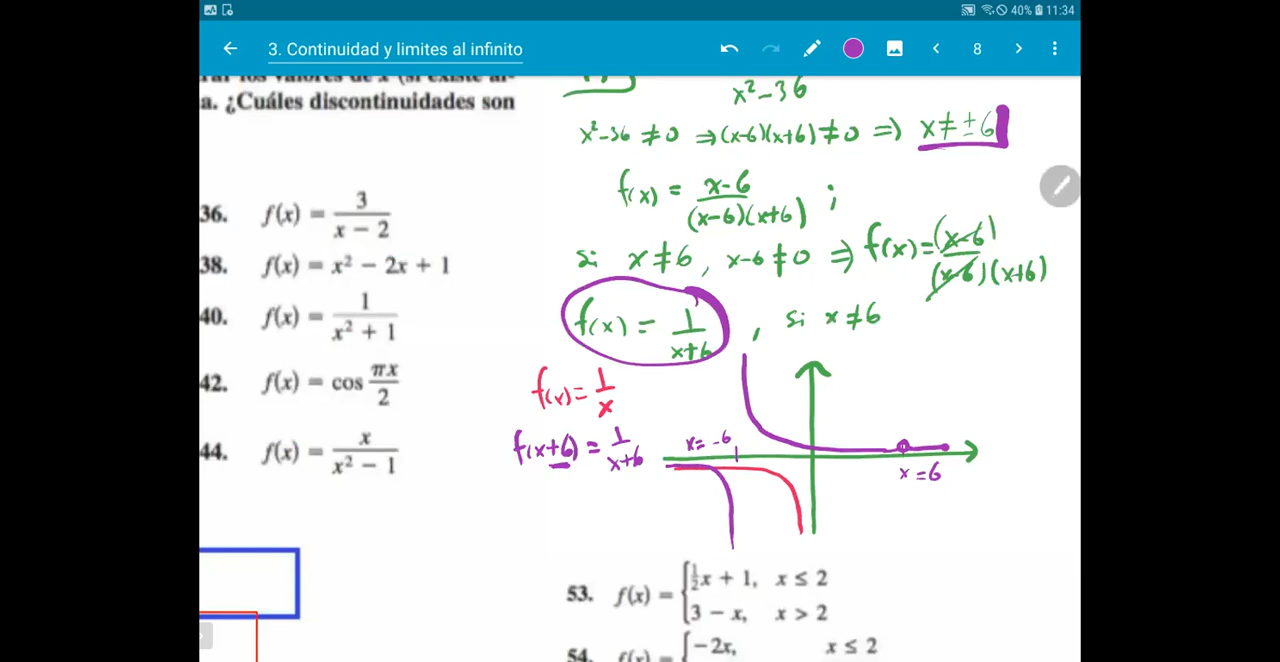 40% 11:34
3. Continuidad y limites al infinito
8
a. ¿Cuáles discontinuidades son
36. f(x) = 3 / (x − 2)
38. f(x) = x² − 2x + 1
40. f(x) = 1 / (x² + 1)
42. f(x) = cos πx / 2
44. f(x) = x / (x² − 1)
x² − 36
x² − 36 ≠ 0 ⇒ (x−6)(x+6) ≠ 0 ⇒) x ≠ ± 6
f(x) = x−6 / (x−6)(x+6) ;
si x ≠ 6 , x−6 ≠ 0 ⇒ f(x) = (x−6) / (x−6)(x+6)
f(x) = 1 / x+6 , si x ≠ 6
f(x) = 1 / x
f(x+6) = 1 / x+6
x = −6
x = 6
53. f(x) = { ½x + 1, x ≤ 2
3 − x, x > 2
54. f(x) = { −2x, x ≤ 2